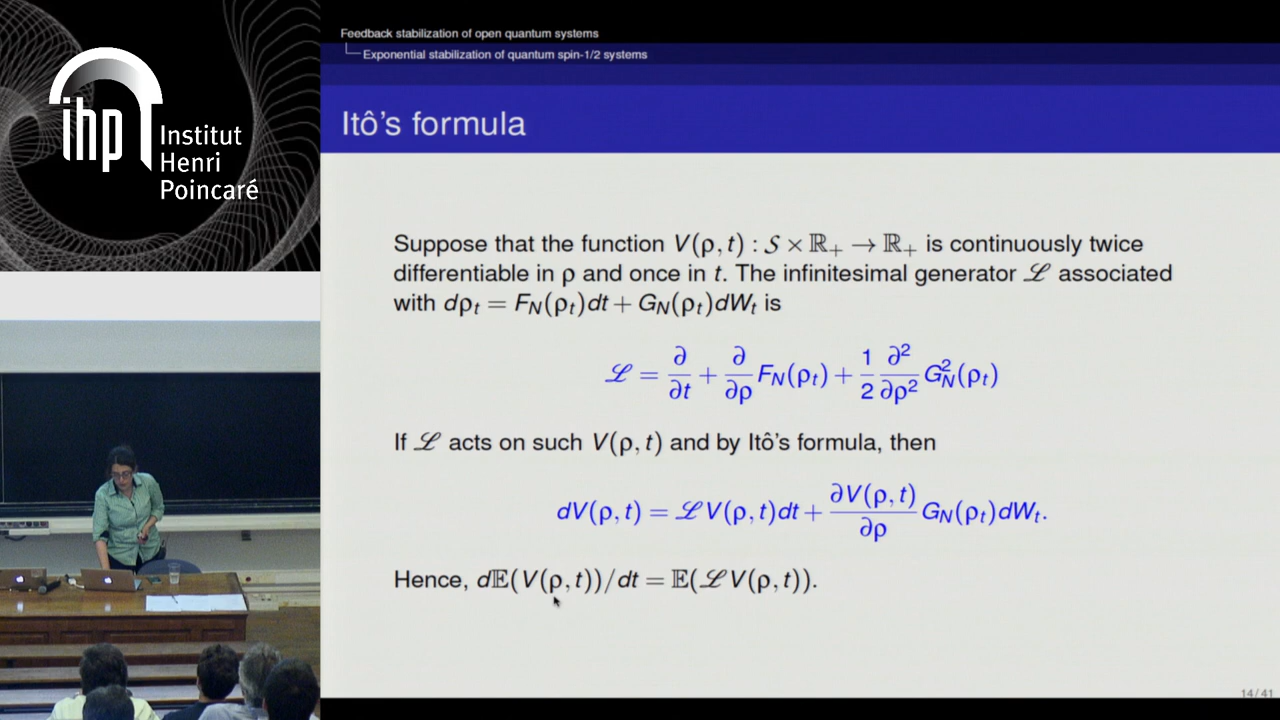 ihp Institut
Henri
Poincaré
Feedback stabilization of open quantum systems
Exponential stabilization of quantum spin-1/2 systems
Itô's formula
Suppose that the function V(ρ, t) : 𝒮 × ℝ₊ → ℝ₊ is continuously twice
differentiable in ρ and once in t. The infinitesimal generator ℒ associated
with dρₜ = F_N(ρₜ)dt + G_N(ρₜ)dWₜ is
ℒ = ∂/∂t + ∂/∂ρ F_N(ρₜ) + 1/2 ∂²/∂ρ² G²_N(ρₜ)
If ℒ acts on such V(ρ, t) and by Itô's formula, then
dV(ρ, t) = ℒV(ρ, t)dt + ∂V(ρ, t)/∂ρ G_N(ρₜ)dWₜ.
Hence, d𝔼(V(ρ, t))/dt = 𝔼(ℒV(ρ, t)).
14/41